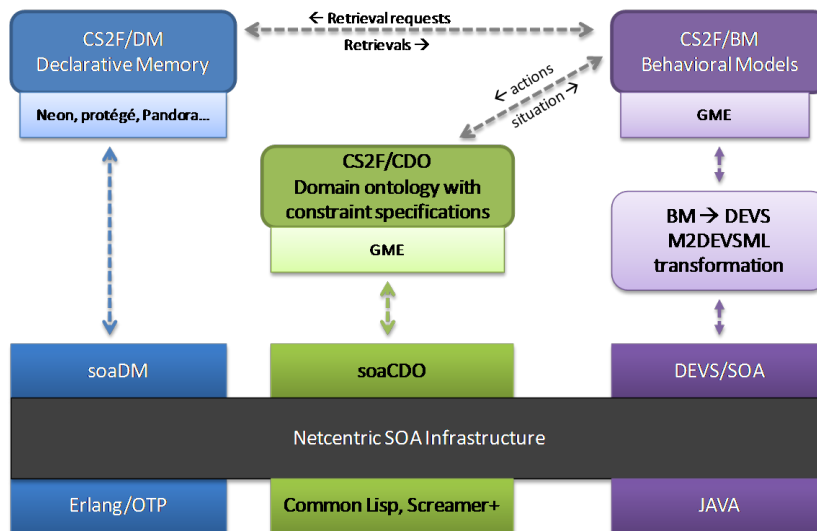 CS2F/DM
Declarative Memory
Neon, protégé, Pandora...
← Retrieval requests
Retrievals →
CS2F/BM
Behavioral Models
GME
← actions
situation →
CS2F/CDO
Domain ontology with
constraint specifications
GME
BM → DEVS
M2DEVSML
transformation
soaDM
soaCDO
DEVS/SOA
Netcentric SOA Infrastructure
Erlang/OTP
Common Lisp, Screamer+
JAVA